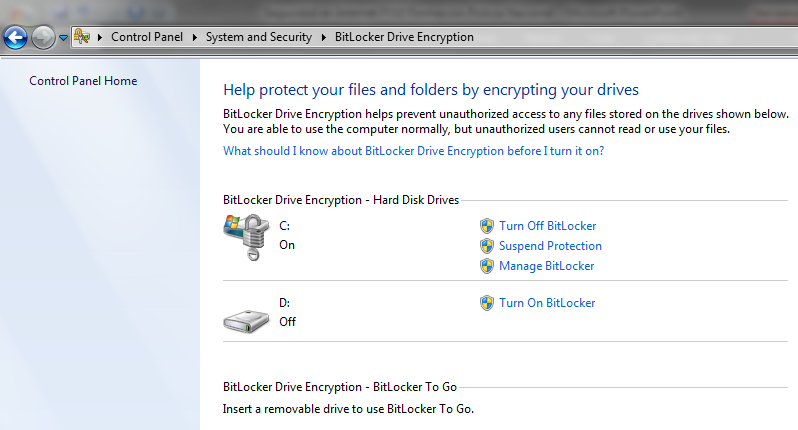 Control Panel ▸ System and Security ▸ BitLocker Drive Encryption
Control Panel Home
Help protect your files and folders by encrypting your drives
BitLocker Drive Encryption helps prevent unauthorized access to any files stored on the drives shown below.
You are able to use the computer normally, but unauthorized users cannot read or use your files.
What should I know about BitLocker Drive Encryption before I turn it on?
BitLocker Drive Encryption - Hard Disk Drives
C:
On
Turn Off BitLocker
Suspend Protection
Manage BitLocker
D:
Off
Turn On BitLocker
BitLocker Drive Encryption - BitLocker To Go
Insert a removable drive to use BitLocker To Go.